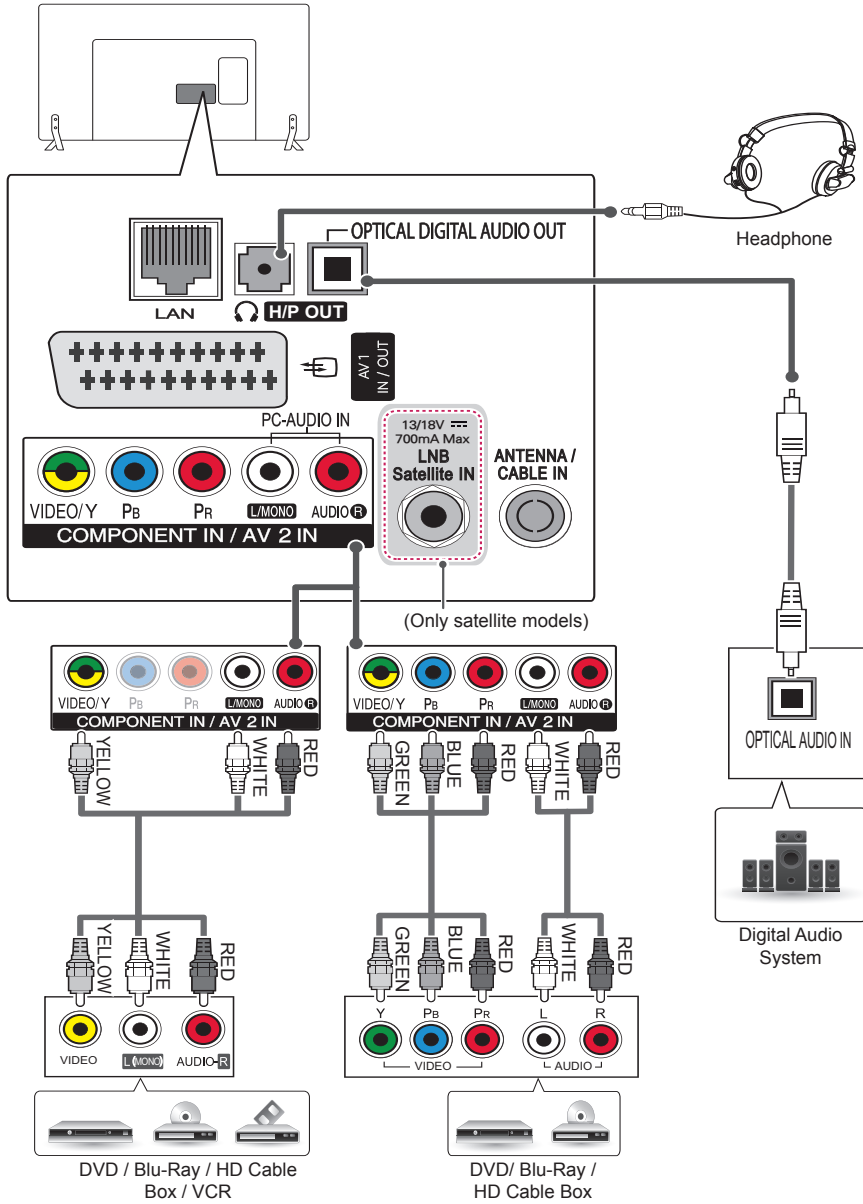 OPTICAL DIGITAL AUDIO OUT
Headphone
LAN
H/P OUT
AV 1
IN / OUT
PC-AUDIO IN
13/18V
700mA Max
LNB
Satellite IN
ANTENNA /
CABLE IN
VIDEO/Y PB PR L/MONO AUDIO R
COMPONENT IN / AV 2 IN
(Only satellite models)
VIDEO/Y PB PR L/MONO AUDIO R
COMPONENT IN / AV 2 IN
VIDEO/Y PB PR L/MONO AUDIO R
COMPONENT IN / AV 2 IN
YELLOW WHITE RED
GREEN BLUE RED WHITE RED
OPTICAL AUDIO IN
Digital Audio
System
YELLOW WHITE RED
GREEN BLUE RED WHITE RED
VIDEO L(MONO) AUDIO-R
Y PB PR L R
VIDEO AUDIO
DVD / Blu-Ray / HD Cable
Box / VCR
DVD/ Blu-Ray /
HD Cable Box